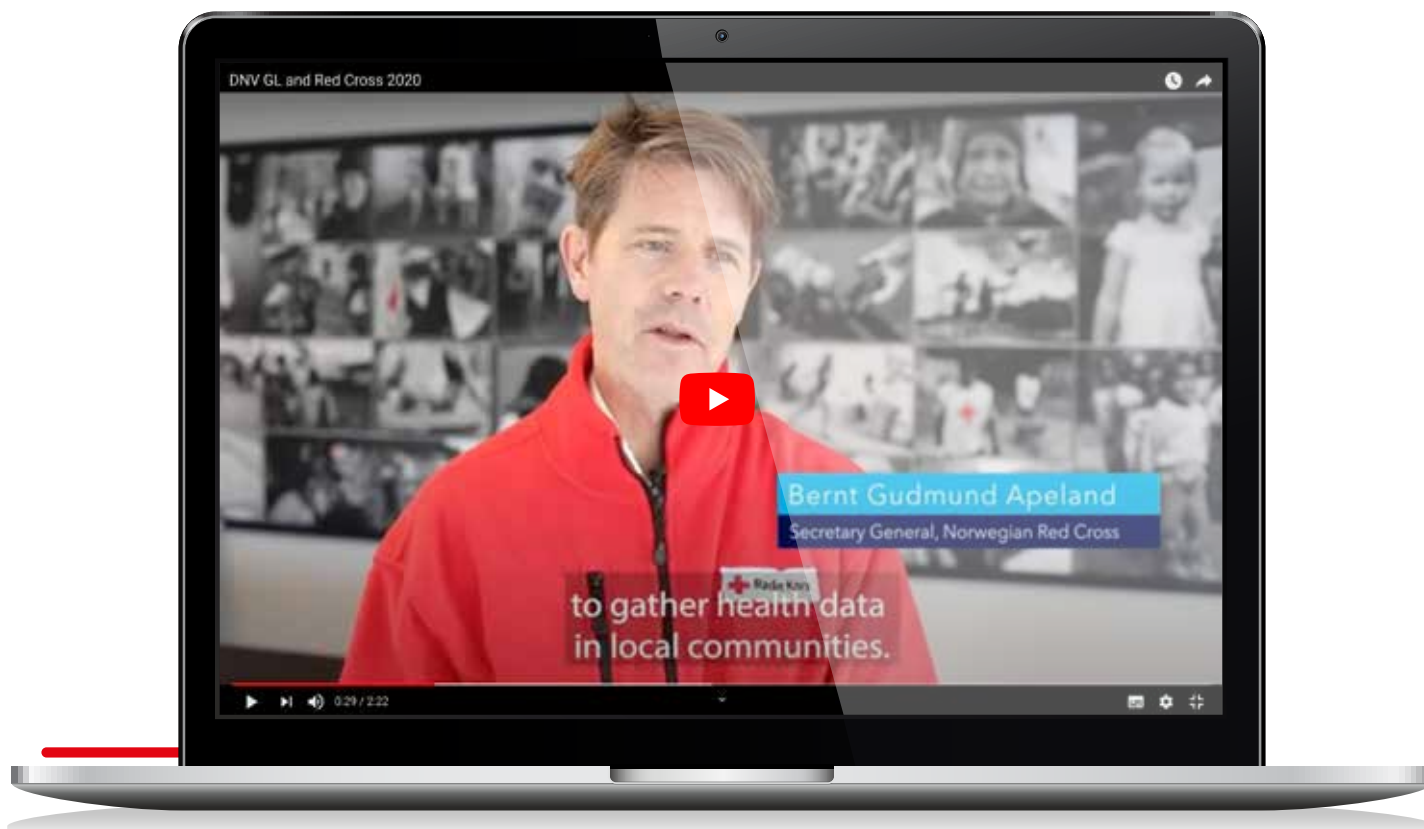 DNV GL and Red Cross 2020
Bernt Gudmund Apeland
Secretary General, Norwegian Red Cross
Røde Kors
to gather health data
in local communities.
0:29 / 2:22